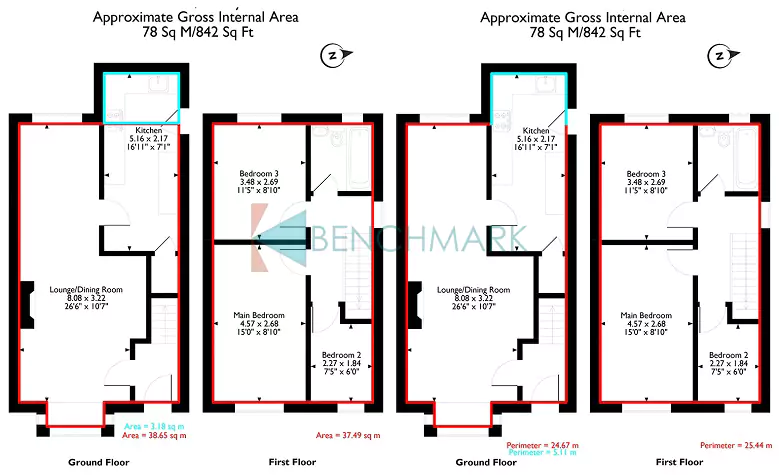 Approximate Gross Internal Area
78 Sq M/842 Sq Ft
Approximate Gross Internal Area
78 Sq M/842 Sq Ft
N
N
Kitchen
5.16 x 2.17
16'11" x 7'1"
Bedroom 3
3.48 x 2.69
11'5" x 8'10"
Kitchen
5.16 x 2.17
16'11" x 7'1"
Bedroom 3
3.48 x 2.69
11'5" x 8'10"
BENCHMARK
Lounge/Dining Room
8.08 x 3.22
26'6" x 10'7"
Main Bedroom
4.57 x 2.68
15'0" x 8'10"
Bedroom 2
2.27 x 1.84
7'5" x 6'0"
Lounge/Dining Room
8.08 x 3.22
26'6" x 10'7"
Main Bedroom
4.57 x 2.68
15'0" x 8'10"
Bedroom 2
2.27 x 1.84
7'5" x 6'0"
Area = 3.18 sq m
Area = 38.65 sq m
Area = 37.49 sq m
Perimeter = 24.67 m
Perimeter = 5.11 m
Perimeter = 25.44 m
Ground Floor
First Floor
Ground Floor
First Floor